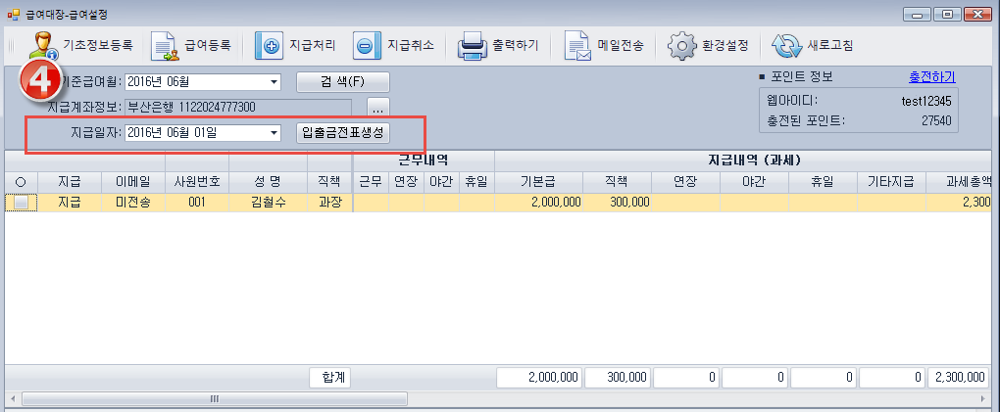 급여대장-급여설정
기초정보등록 급여등록 지급처리 지급취소 출력하기 메일전송 환경설정 새로고침
4
기준급여월: 2016년 06월 검 색(F)
지급계좌정보: 부산은행 1122024777300 ...
지급일자: 2016년 06월 01일 입출금전표생성
■ 포인트 정보 충전하기
웹아이디: test12345
충전된 포인트: 27540
근무내역 지급내역 (과세)
지급 이메일 사원번호 성 명 직책 근무 연장 야간 휴일 기본급 직책 연장 야간 휴일 기타지급 과세총액
지급 미전송 001 김철수 과장 2,000,000 300,000 2,300
합계 2,000,000 300,000 0 0 0 0 2,300,000